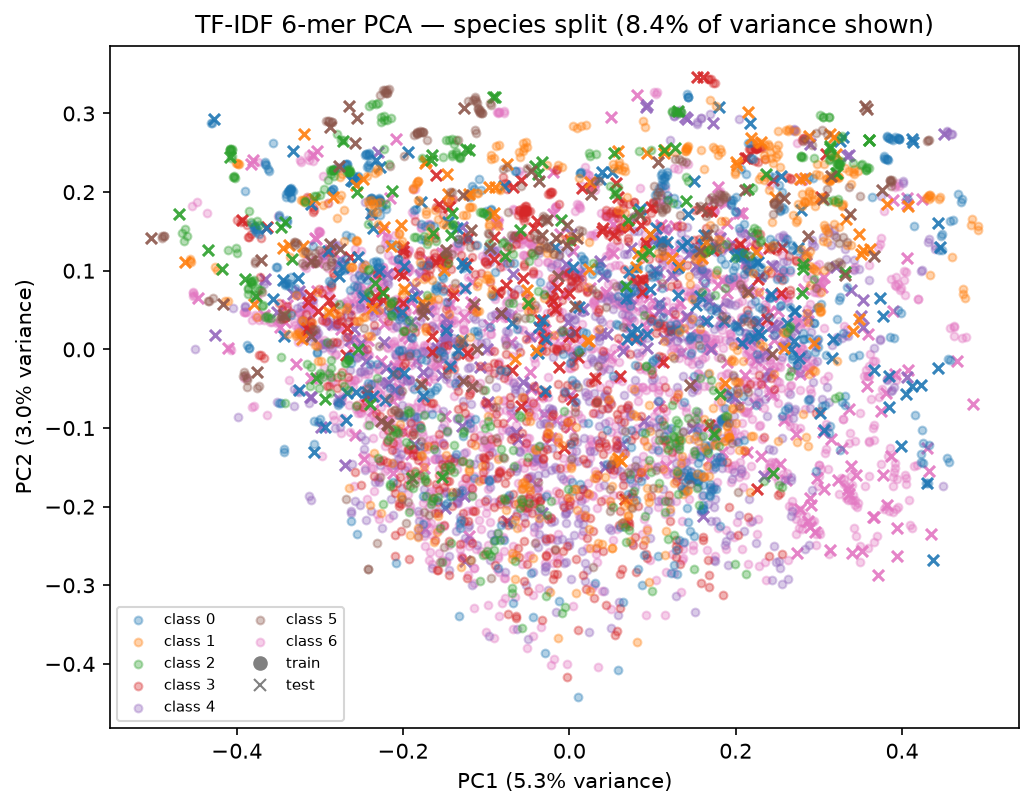 TF-IDF 6-mer PCA — species split (8.4% of variance shown)
PC2 (3.0% variance)
0.3
0.2
0.1
0.0
−0.1
−0.2
−0.3
−0.4
class 0
class 1
class 2
class 3
class 4
class 5
class 6
train
test
−0.4
−0.2
0.0
0.2
0.4
PC1 (5.3% variance)